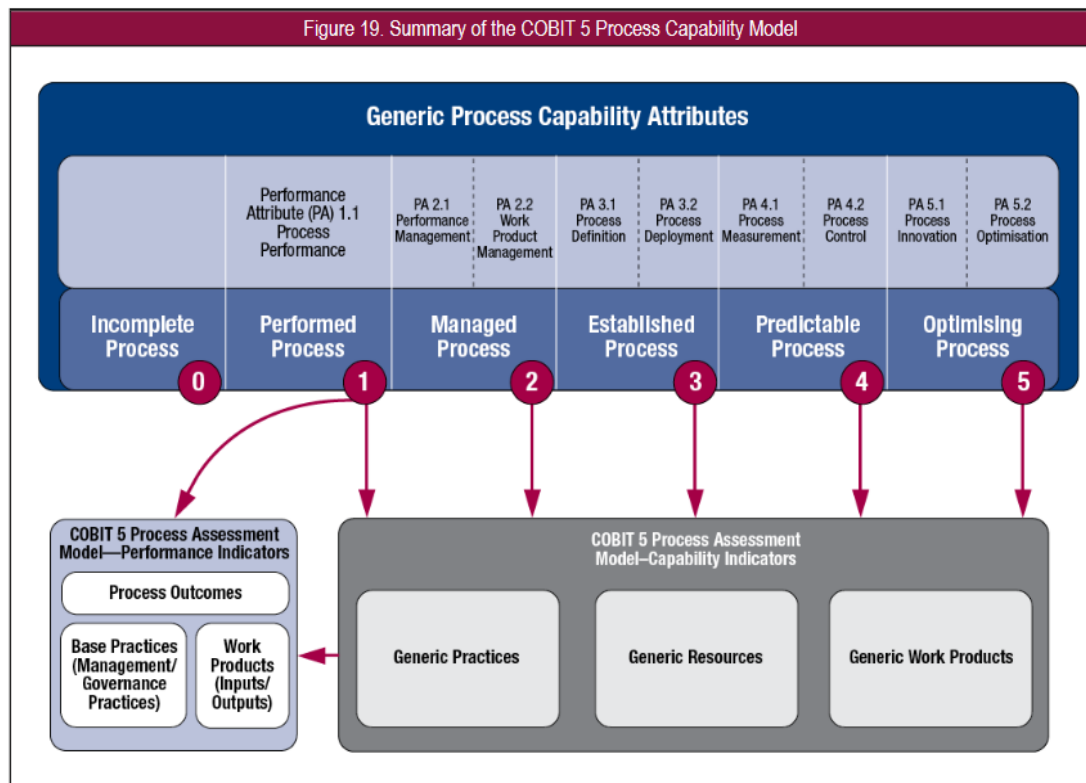 Figure 19. Summary of the COBIT 5 Process Capability Model
Generic Process Capability Attributes
Performance
Attribute (PA) 1.1
Process
Performance
PA 2.1
Performance
Management
PA 2.2
Work
Product
Management
PA 3.1
Process
Definition
PA 3.2
Process
Deployment
PA 4.1
Process
Measurement
PA 4.2
Process
Control
PA 5.1
Process
Innovation
PA 5.2
Process
Optimisation
Incomplete
Process
0
Performed
Process
1
Managed
Process
2
Established
Process
3
Predictable
Process
4
Optimising
Process
5
COBIT 5 Process Assessment
Model—Performance Indicators
Process Outcomes
Base Practices
(Management/
Governance
Practices)
Work
Products
(Inputs/
Outputs)
COBIT 5 Process Assessment
Model–Capability Indicators
Generic Practices
Generic Resources
Generic Work Products